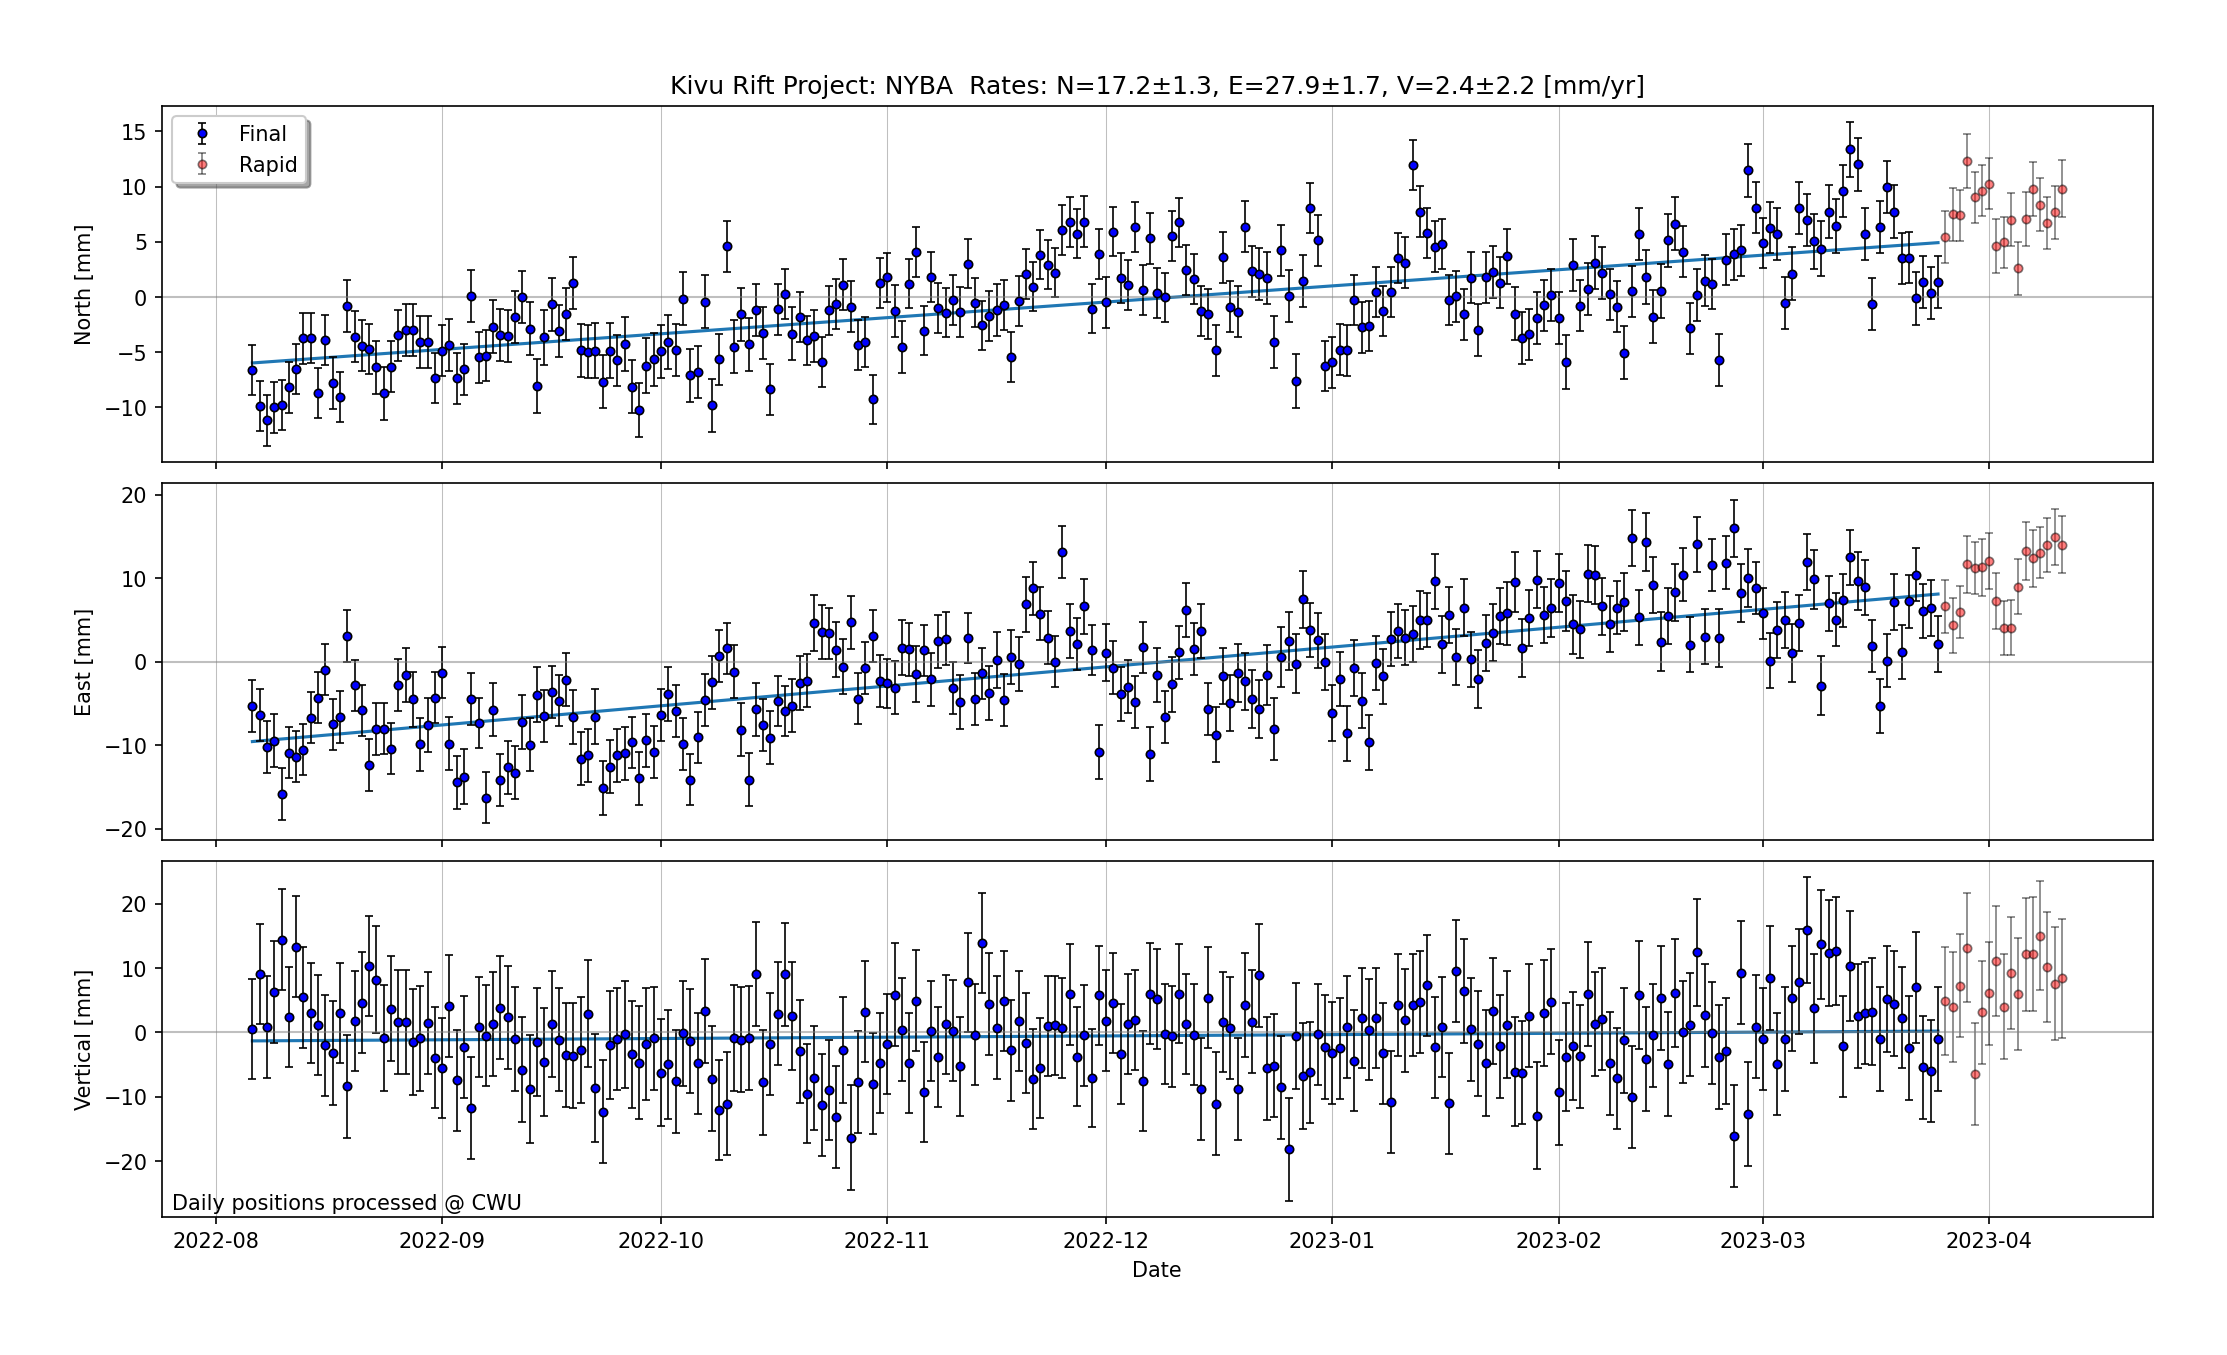 Kivu Rift Project: NYBA  Rates: N=17.2±1.3, E=27.9±1.7, V=2.4±2.2 [mm/yr]
Final
Rapid
15
10
5
0
−5
−10
North [mm]
20
10
0
−10
−20
East [mm]
20
10
0
−10
−20
Vertical [mm]
Daily positions processed @ CWU
2022-08 2022-09 2022-10 2022-11 2022-12 2023-01 2023-02 2023-03 2023-04
Date